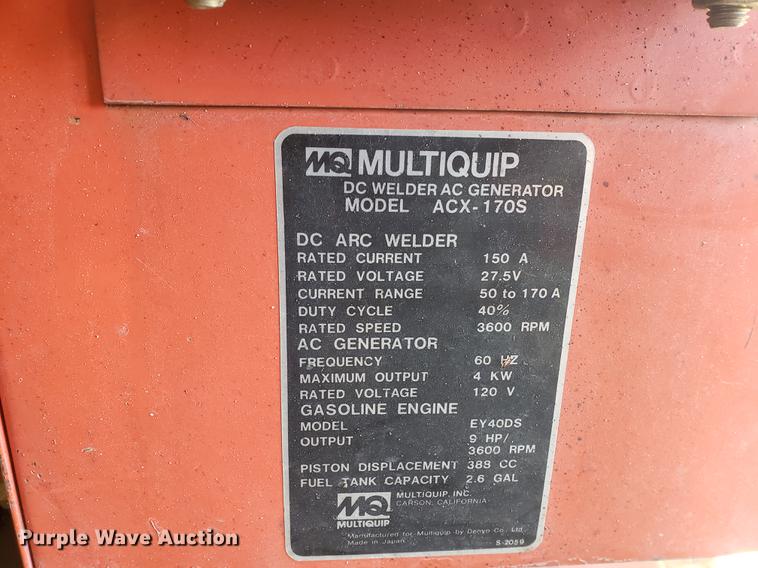 MQ MULTIQUIP
DC WELDER AC GENERATOR
MODEL ACX-170S
DC ARC WELDER
RATED CURRENT 150 A
RATED VOLTAGE 27.5V
CURRENT RANGE 50 to 170 A
DUTY CYCLE 40%
RATED SPEED 3600 RPM
AC GENERATOR
FREQUENCY 60 HZ
MAXIMUM OUTPUT 4 KW
RATED VOLTAGE 120 V
GASOLINE ENGINE
MODEL EY40DS
OUTPUT 9 HP/
3600 RPM
PISTON DISPLACEMENT 388 CC
FUEL TANK CAPACITY 2.6 GAL
MQ
MULTIQUIP
MULTIQUIP, INC.
CARSON, CALIFORNIA
Manufactured for Multiquip by Denyo Co., Ltd.
Made in Japan S-2059
Purple Wave Auction